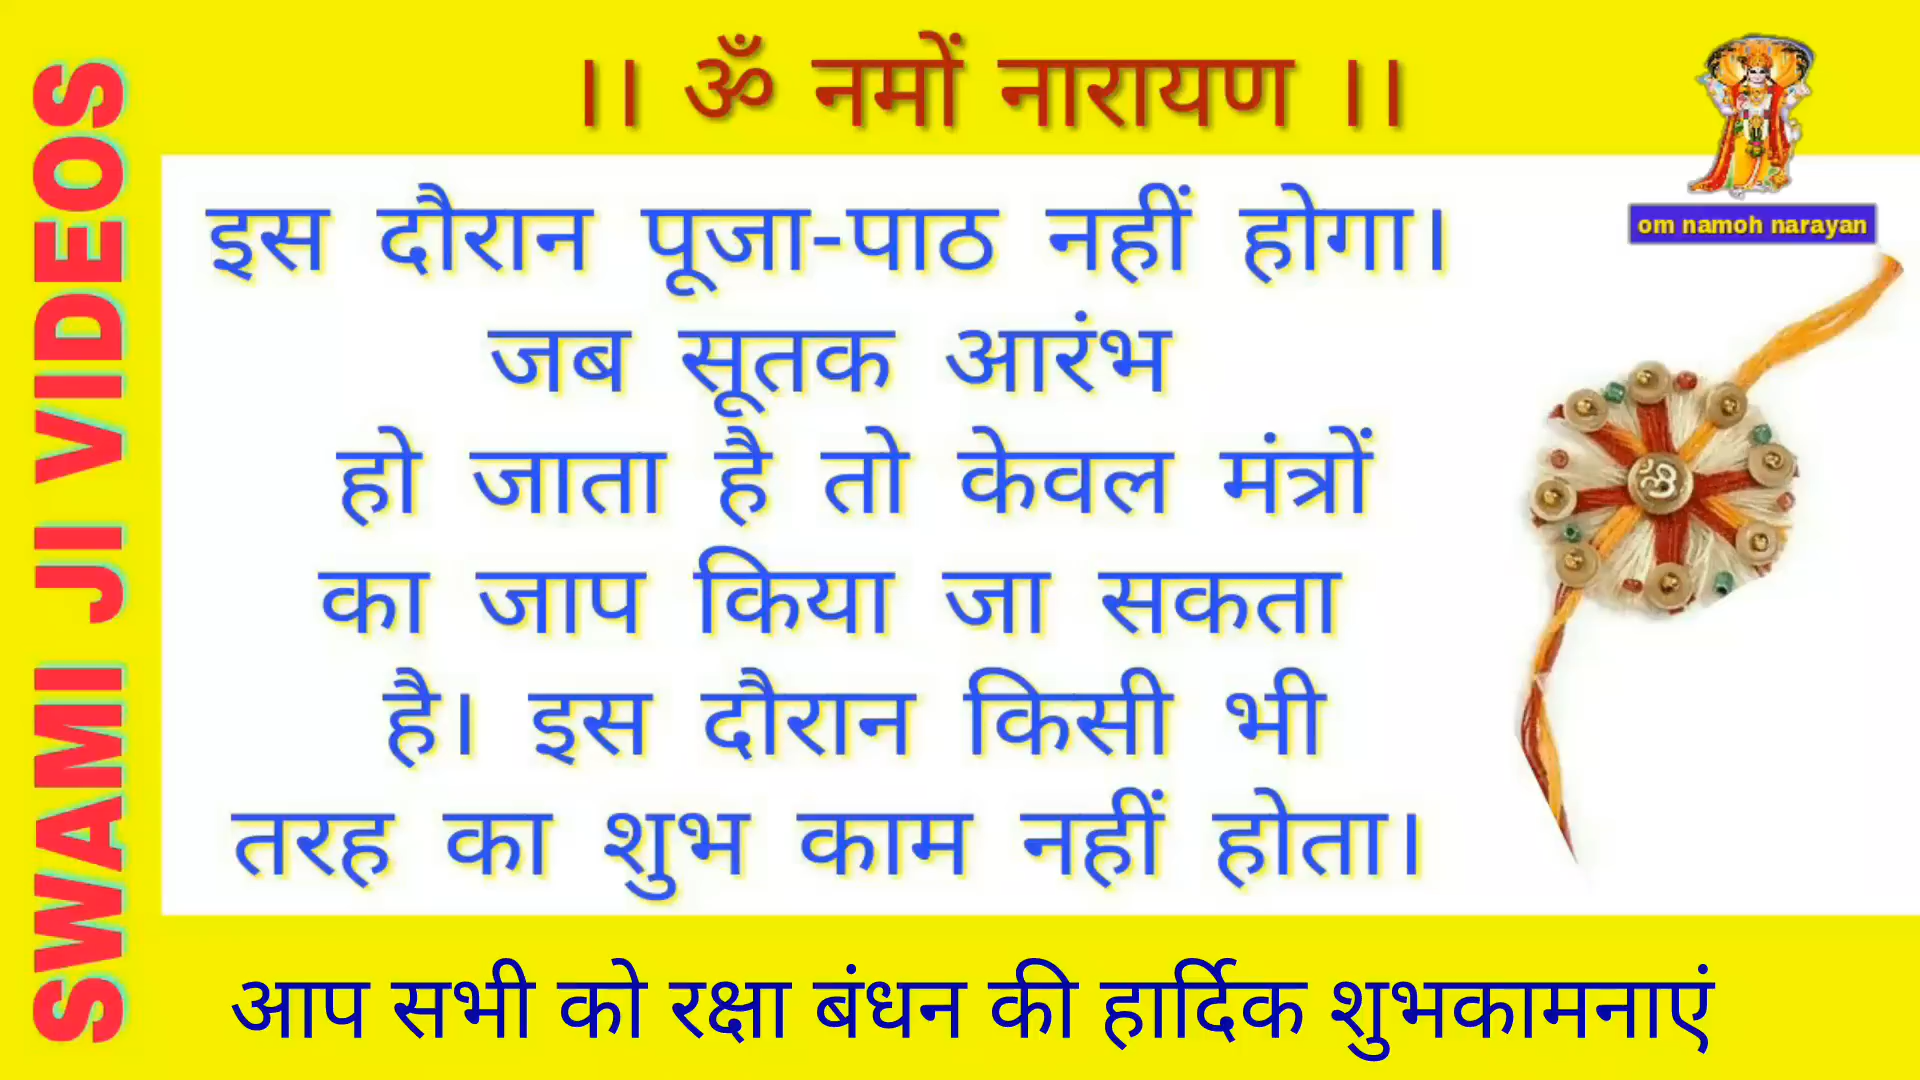 ।। ॐ नमों नारायण ।।
om namoh narayan
SWAMI JI VIDEOS
इस दौरान पूजा-पाठ नहीं होगा।
जब सूतक आरंभ
हो जाता है तो केवल मंत्रों
का जाप किया जा सकता
है। इस दौरान किसी भी
तरह का शुभ काम नहीं होता।
ॐ
आप सभी को रक्षा बंधन की हार्दिक शुभकामनाएं